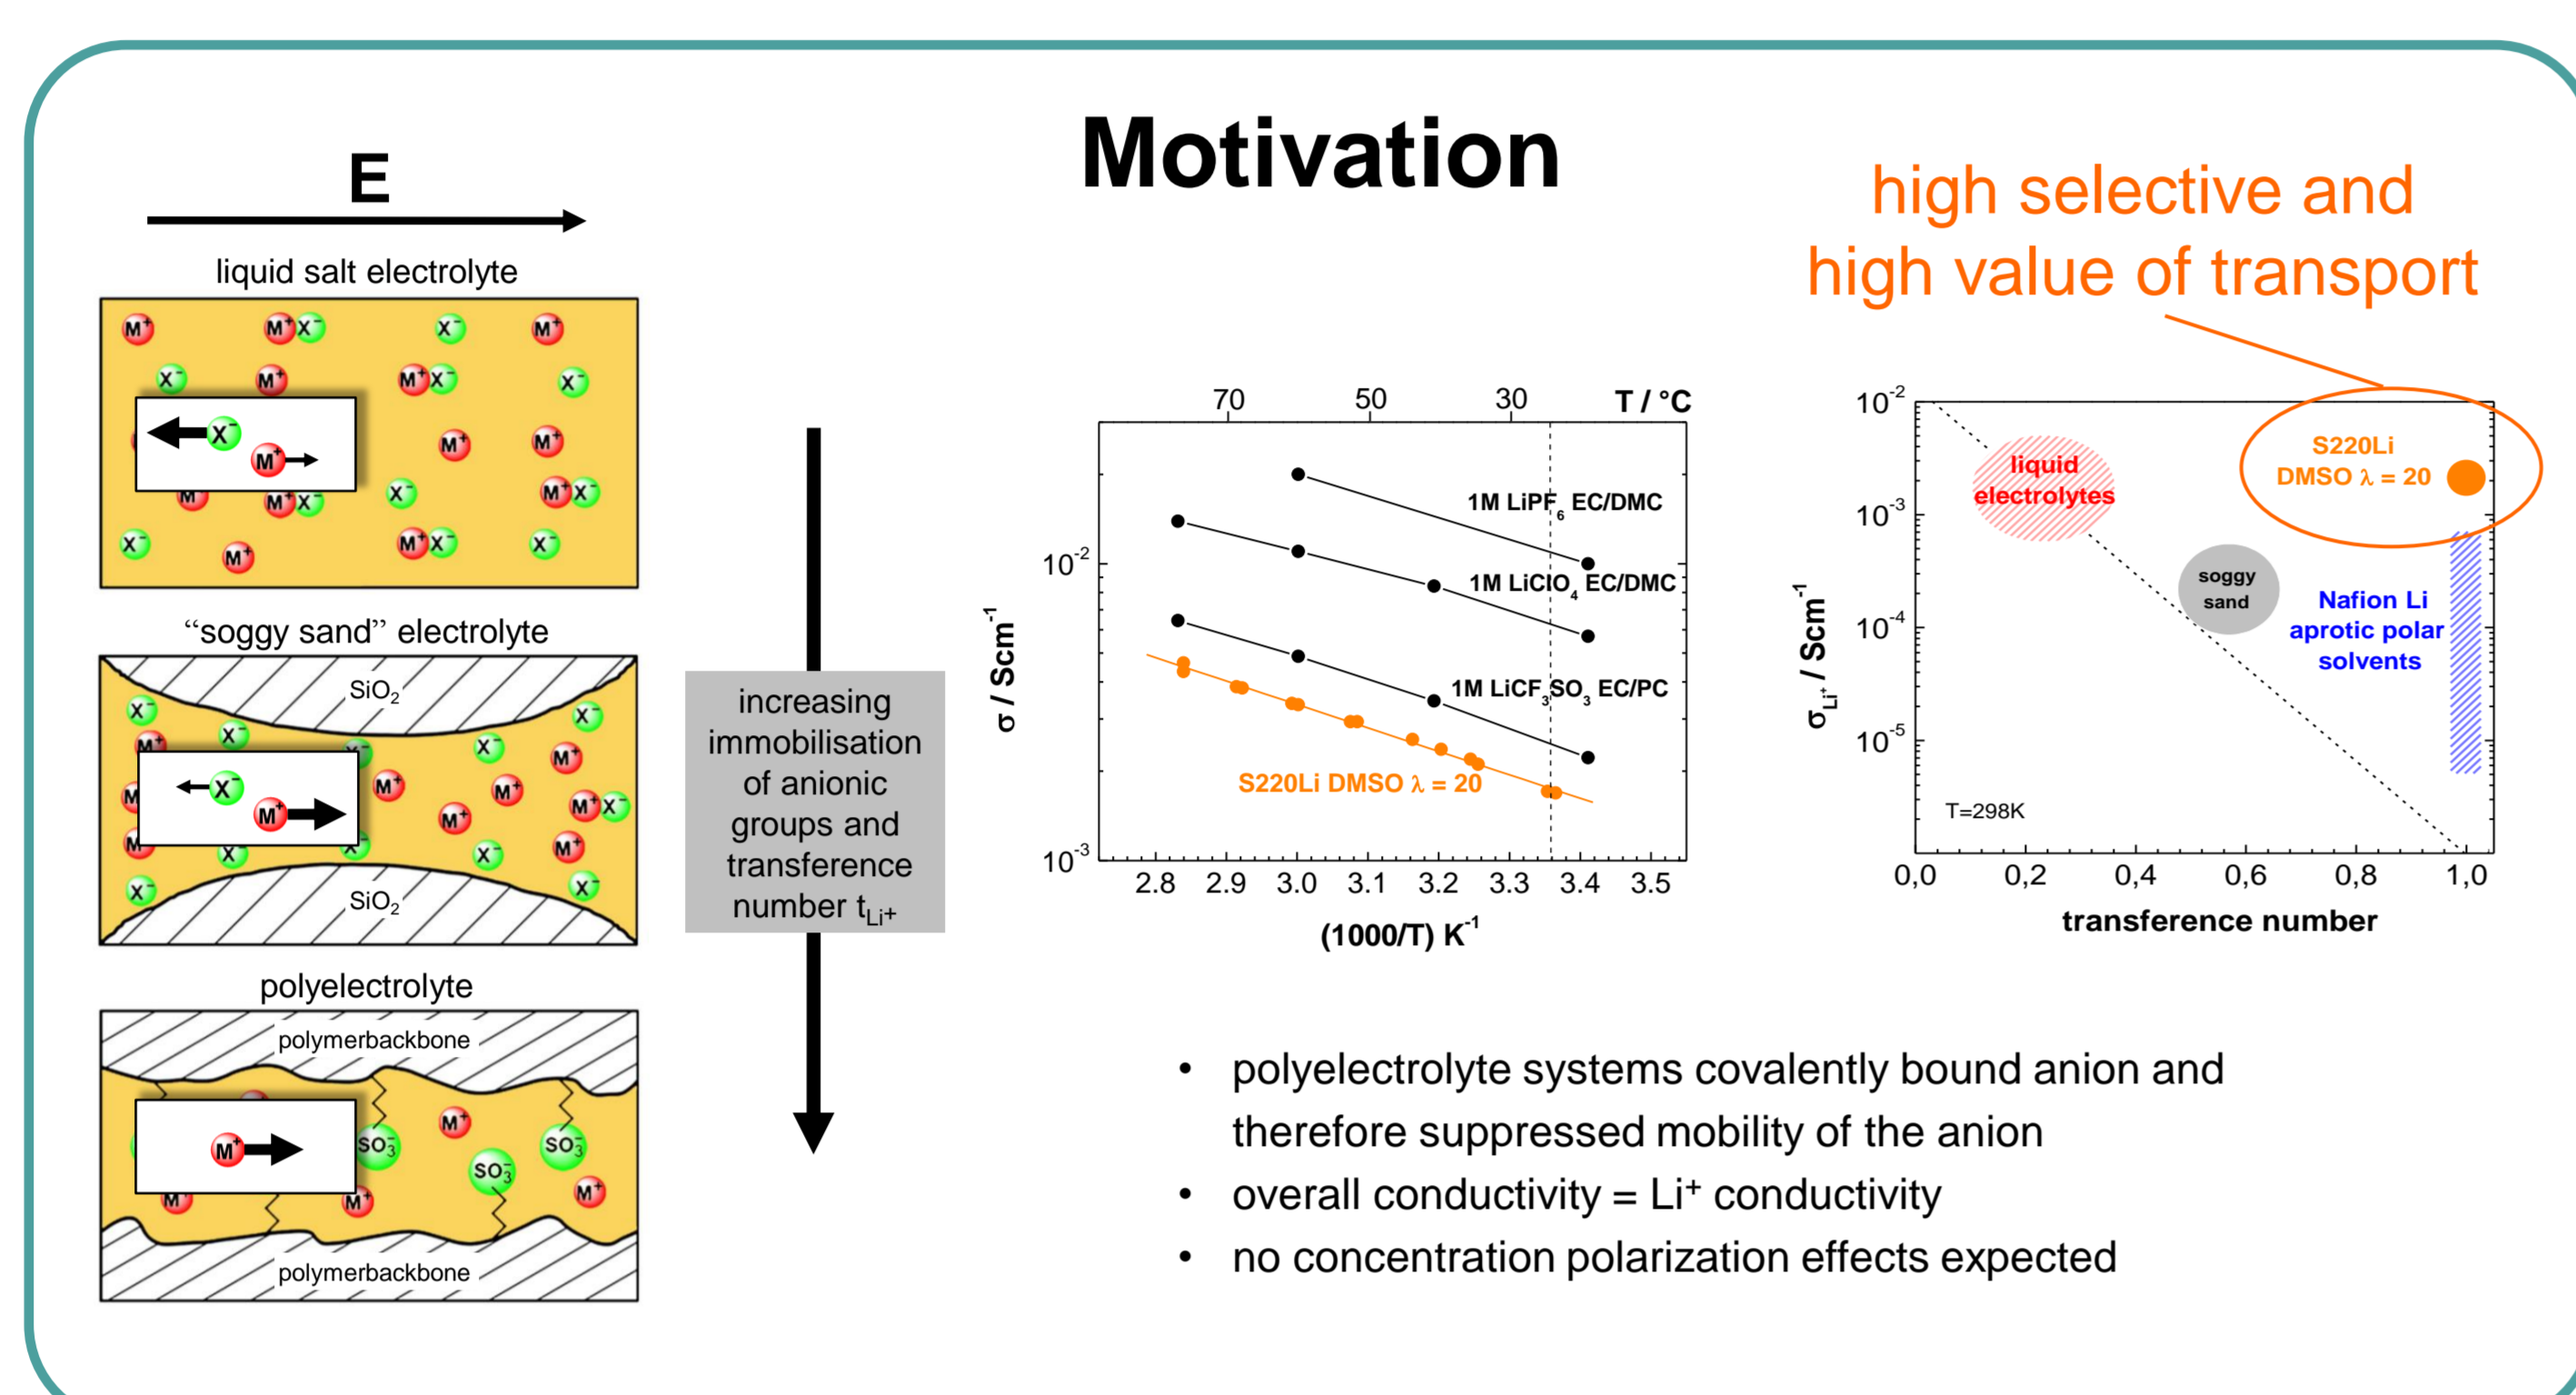 Motivation
E
liquid salt electrolyte
M⁺ M⁺X⁻ X⁻ M⁺
X⁻ M⁺ M⁺X⁻ X⁻
X⁻
M⁺
M⁺ M⁺
M⁺ M⁺X⁻ X⁻ M⁺X⁻
X⁻ M⁺ M⁺X⁻ X⁻
“soggy sand” electrolyte
SiO₂
X⁻ X⁻ X⁻ X⁻
M⁺ M⁺
X⁻
M⁺
M⁺ M⁺ M⁺ M⁺X⁻
M⁺ X⁻ X⁻ X⁻ M⁺
X⁻ X⁻
SiO₂
polyelectrolyte
polymerbackbone
M⁺
M⁺
SO₃⁻ SO₃⁻ SO₃⁻
M⁺ M⁺ M⁺
polymerbackbone
increasing
immobilisation
of anionic
groups and
transference
number t_Li+
70 50 30 T / °C
σ / Scm⁻¹
10⁻²
10⁻³
1M LiPF₆ EC/DMC
1M LiClO₄ EC/DMC
1M LiCF₃SO₃ EC/PC
S220Li DMSO λ = 20
2.8 2.9 3.0 3.1 3.2 3.3 3.4 3.5
(1000/T) K⁻¹
high selective and
high value of transport
σ_Li⁺ / Scm⁻¹
10⁻²
10⁻³
10⁻⁴
10⁻⁵
liquid
electrolytes
S220Li
DMSO λ = 20
soggy
sand
Nafion Li
aprotic polar
solvents
T=298K
0,0 0,2 0,4 0,6 0,8 1,0
transference number
• polyelectrolyte systems covalently bound anion and
therefore suppressed mobility of the anion
• overall conductivity = Li⁺ conductivity
• no concentration polarization effects expected